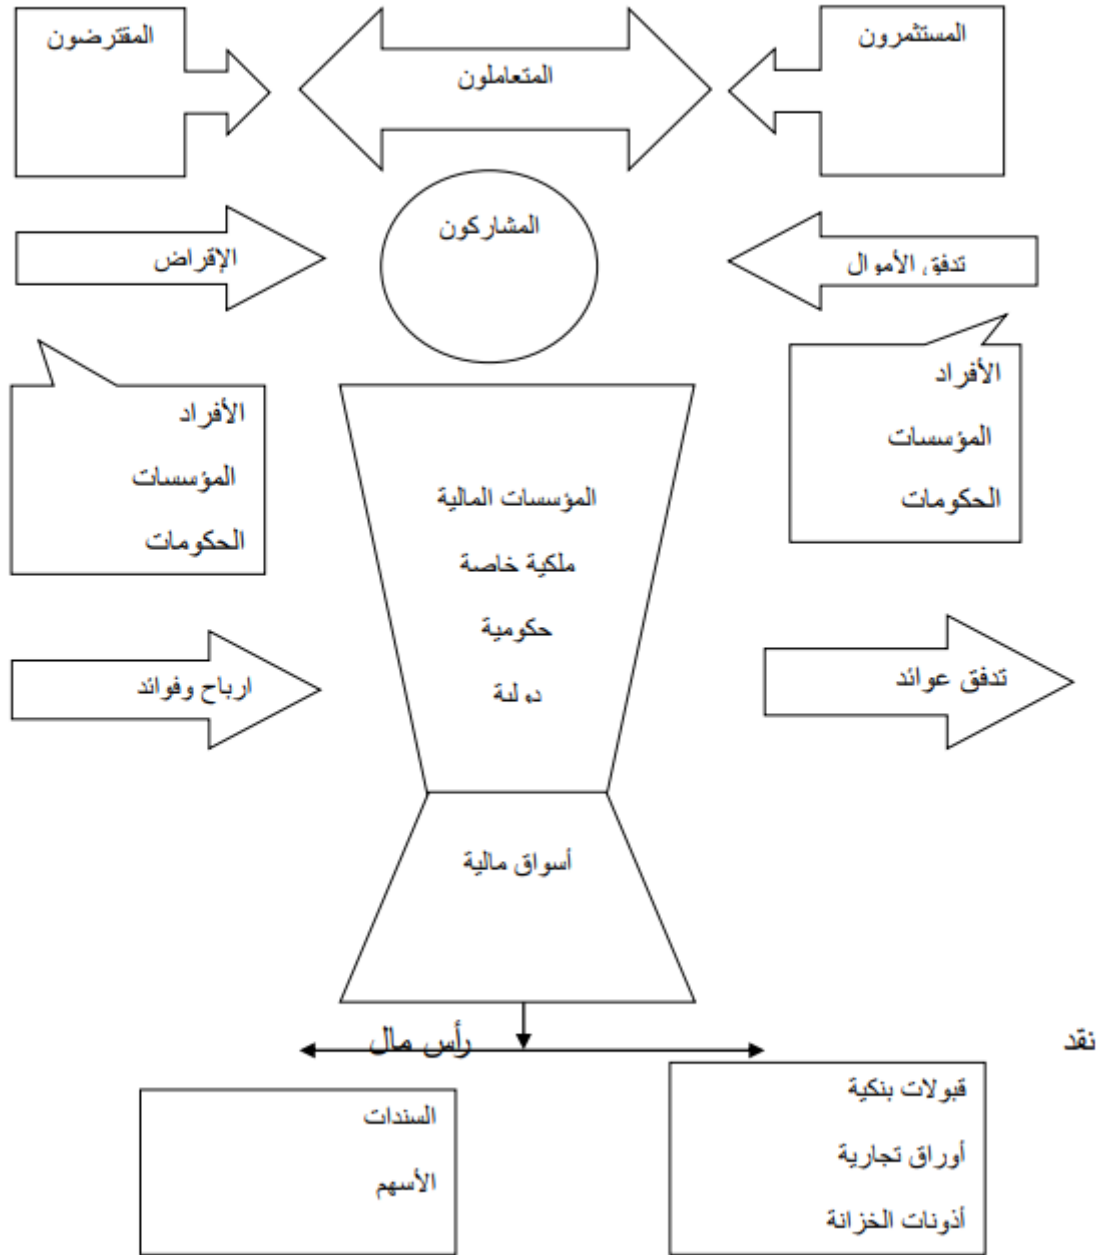 المستثمرون
المتعاملون
المقترضون
المشاركون
تدفق الأموال
الإقراض
الأفراد
المؤسسات
الحكومات
الأفراد
المؤسسات
الحكومات
المؤسسات المالية
ملكية خاصة
حكومية
دولية
تدفق عوائد
ارباح وفوائد
أسواق مالية
نقد
رأس مال
قبولات بنكية
أوراق تجارية
أذونات الخزانة
السندات
الأسهم